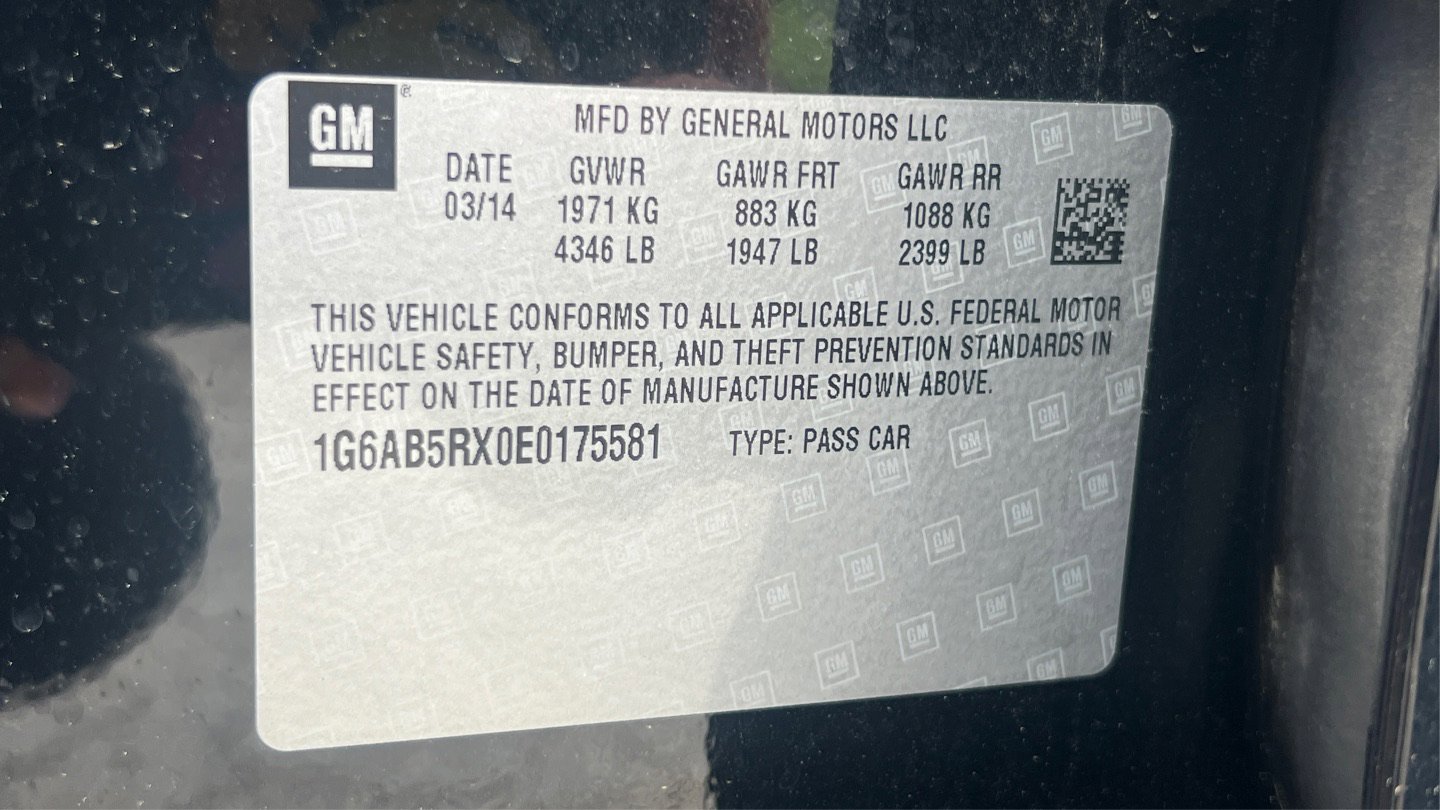 GM®
MFD BY GENERAL MOTORS LLC
DATE GVWR GAWR FRT GAWR RR
03/14 1971 KG 883 KG 1088 KG
4346 LB 1947 LB 2399 LB
THIS VEHICLE CONFORMS TO ALL APPLICABLE U.S. FEDERAL MOTOR
VEHICLE SAFETY, BUMPER, AND THEFT PREVENTION STANDARDS IN
EFFECT ON THE DATE OF MANUFACTURE SHOWN ABOVE.
1G6AB5RX0E0175581 TYPE: PASS CAR